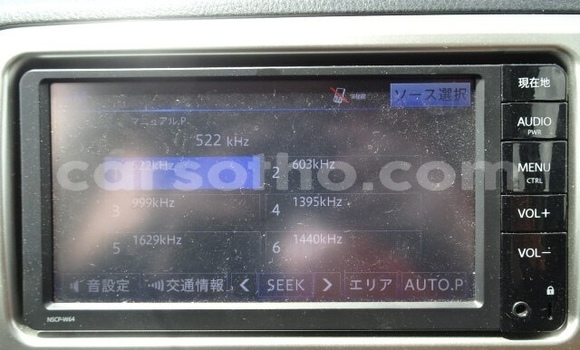 ソース選択
マニュアル.P
522 kHz
522kHz
2 603kHz
3 999kHz
4 1395kHz
5 1629kHz
6 1440kHz
音設定 交通情報 < SEEK > エリア AUTO.P
NSCP-W64
現在地
AUDIO
PWR
MENU
CTRL
VOL+
VOL−
carsotho.com